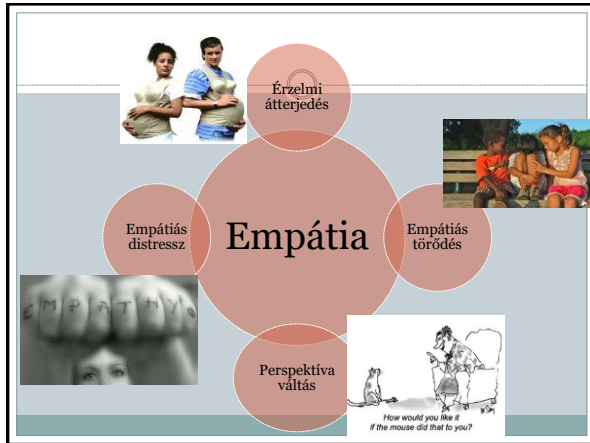 Érzelmi
átterjedés
Empátiás
distressz
Empátia
Empátiás
törődés
EMPATHY
Perspektíva
váltás
How would you like it
if the mouse did that to you?